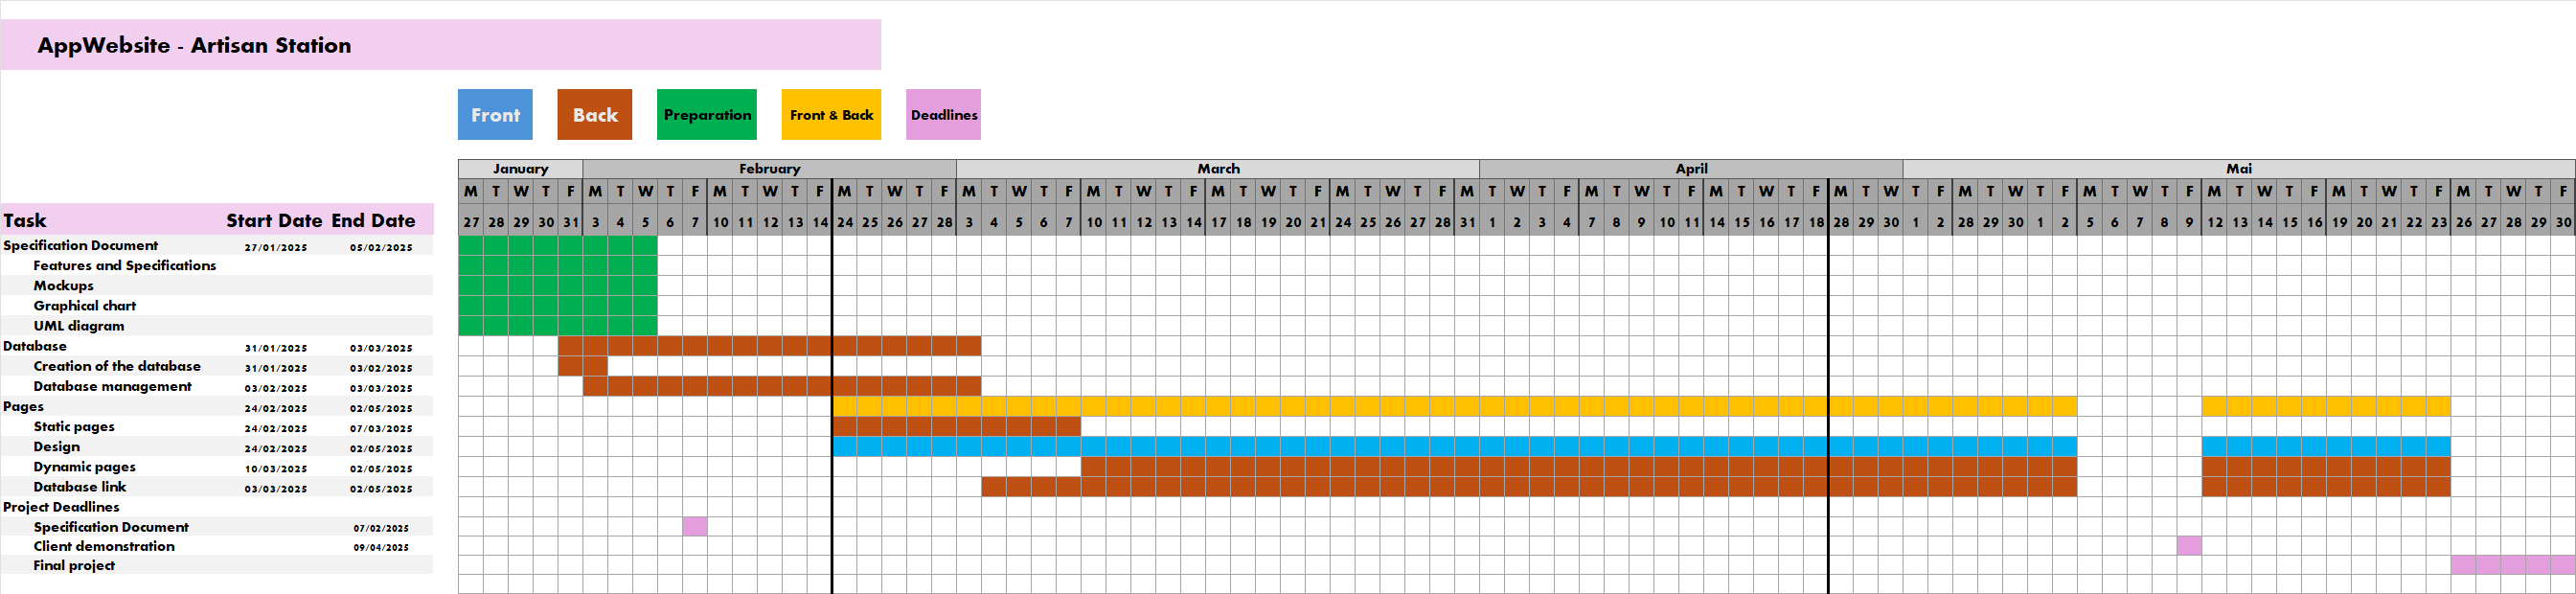 AppWebsite - Artisan Station
Front Back Preparation Front & Back Deadlines
January February March April Mai
M T W T F M T W T F M T W T F M T W T F M T W T F M T W T F M T W T F M T W T F M T W T F M T W T F M T W T F M T W T F M T W T F M T W T F M T W T F M T W T F M T W T F
Task Start Date End Date 27 28 29 30 31 3 4 5 6 7 10 11 12 13 14 24 25 26 27 28 3 4 5 6 7 10 11 12 13 14 17 18 19 20 21 24 25 26 27 28 31 1 2 3 4 7 8 9 10 11 14 15 16 17 18 28 29 30 1 2 28 29 30 1 2 5 6 7 8 9 12 13 14 15 16 19 20 21 22 23 26 27 28 29 30
Specification Document 27/01/2025 05/02/2025
Features and Specifications
Mockups
Graphical chart
UML diagram
Database 31/01/2025 03/03/2025
Creation of the database 31/01/2025 03/02/2025
Database management 03/02/2025 03/03/2025
Pages 24/02/2025 02/05/2025
Static pages 24/02/2025 07/03/2025
Design 24/02/2025 02/05/2025
Dynamic pages 10/03/2025 02/05/2025
Database link 03/03/2025 02/05/2025
Project Deadlines
Specification Document 07/02/2025
Client demonstration 09/04/2025
Final project